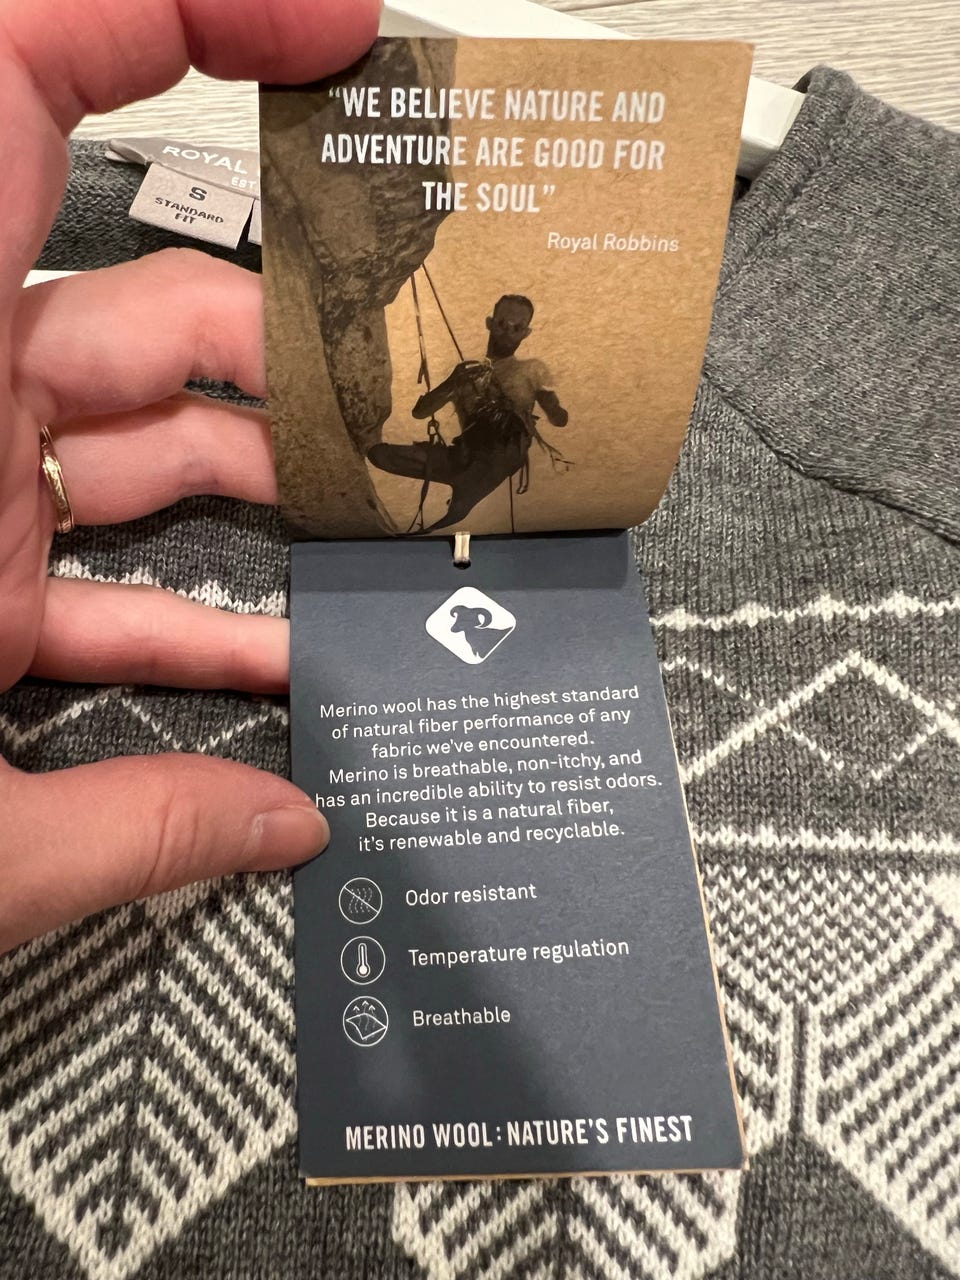 "WE BELIEVE NATURE AND
ADVENTURE ARE GOOD FOR
THE SOUL"
Royal Robbins
ROYAL
EST
S
STANDARD
FIT
Merino wool has the highest standard
of natural fiber performance of any
fabric we've encountered.
Merino is breathable, non-itchy, and
has an incredible ability to resist odors.
Because it is a natural fiber,
it's renewable and recyclable.
Odor resistant
Temperature regulation
Breathable
MERINO WOOL: NATURE'S FINEST